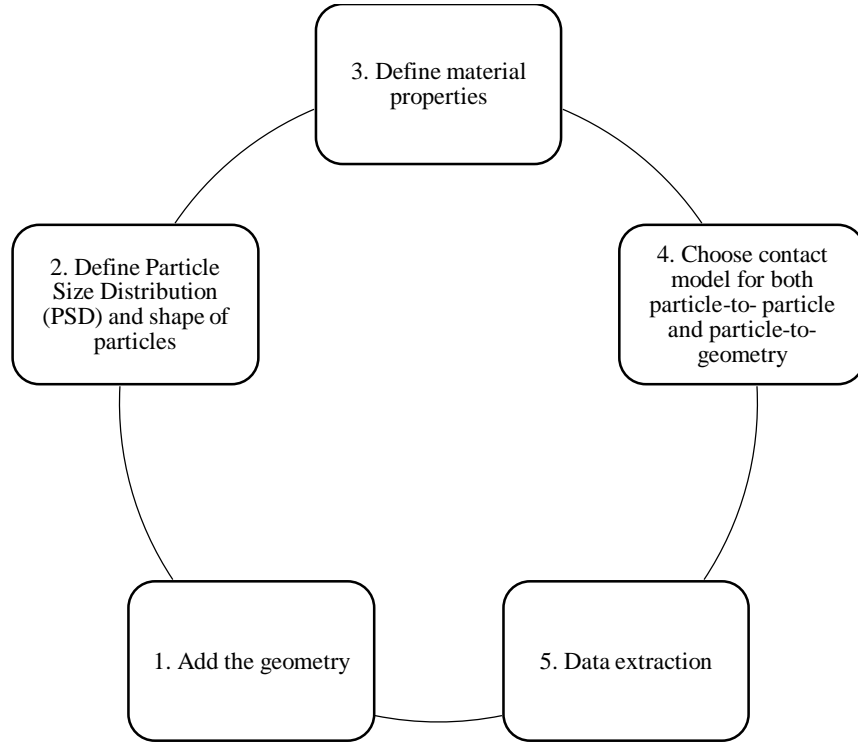 3. Define material
properties
2. Define Particle
Size Distribution
(PSD) and shape of
particles
4. Choose contact
model for both
particle-to- particle
and particle-to-
geometry
1. Add the geometry
5. Data extraction